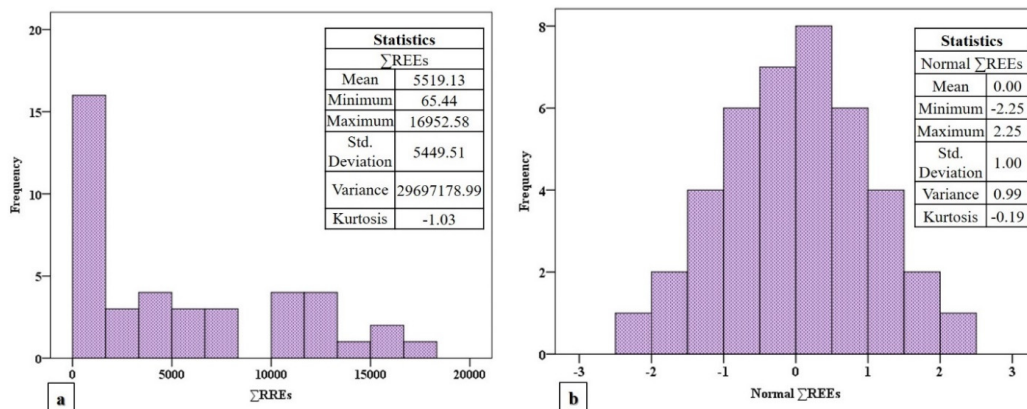 20
15
10
5
0
Frequency
0 5000 10000 15000 20000
∑RREs
a
Statistics
∑REEs
Mean 5519.13
Minimum 65.44
Maximum 16952.58
Std. Deviation 5449.51
Variance 29697178.99
Kurtosis -1.03
8
6
4
2
0
Frequency
-3 -2 -1 0 1 2 3
Normal ∑REEs
b
Statistics
Normal ∑REEs
Mean 0.00
Minimum -2.25
Maximum 2.25
Std. Deviation 1.00
Variance 0.99
Kurtosis -0.19